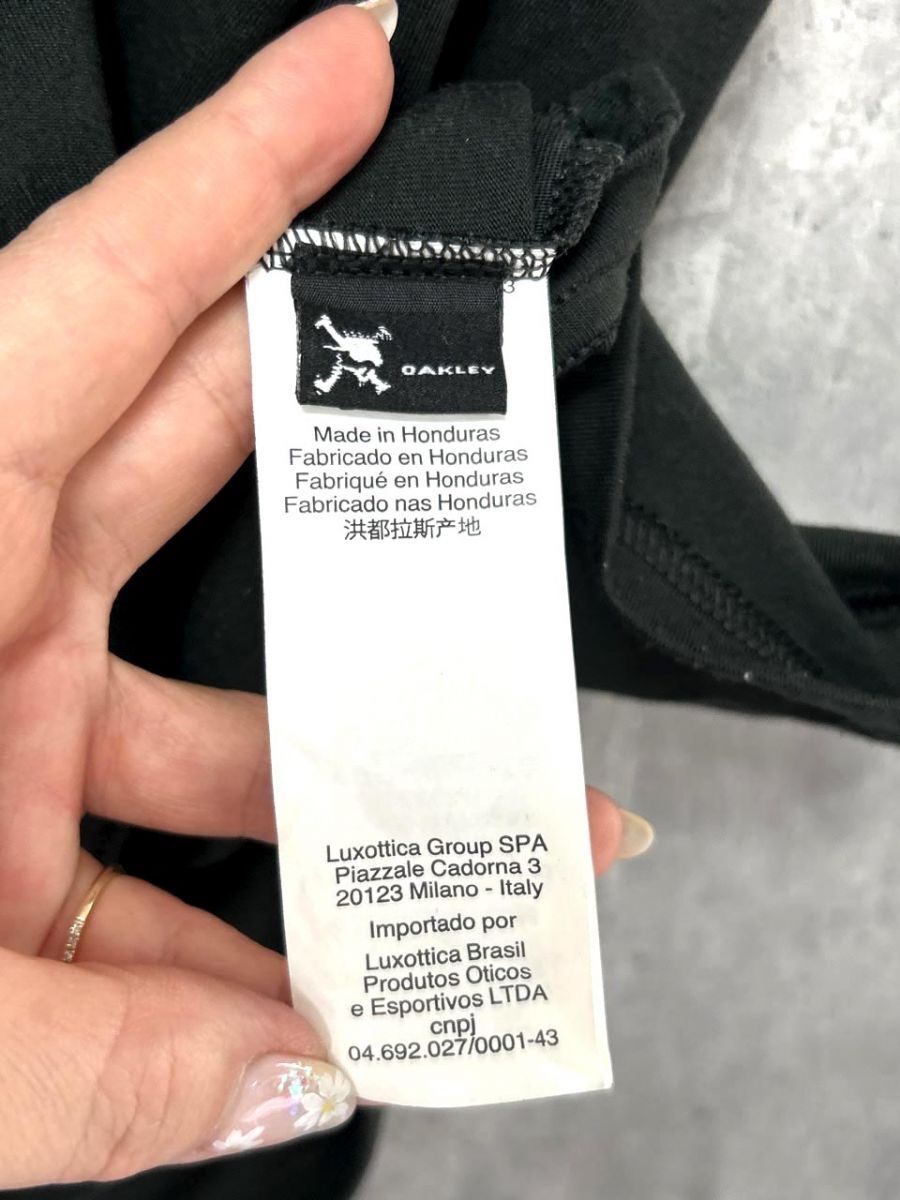 3
OAKLEY
Made in Honduras
Fabricado en Honduras
Fabriqué en Honduras
Fabricado nas Honduras
洪都拉斯产地
Luxottica Group SPA
Piazzale Cadorna 3
20123 Milano - Italy
Importado por
Luxottica Brasil
Produtos Oticos
e Esportivos LTDA
cnpj
04.692.027/0001-43